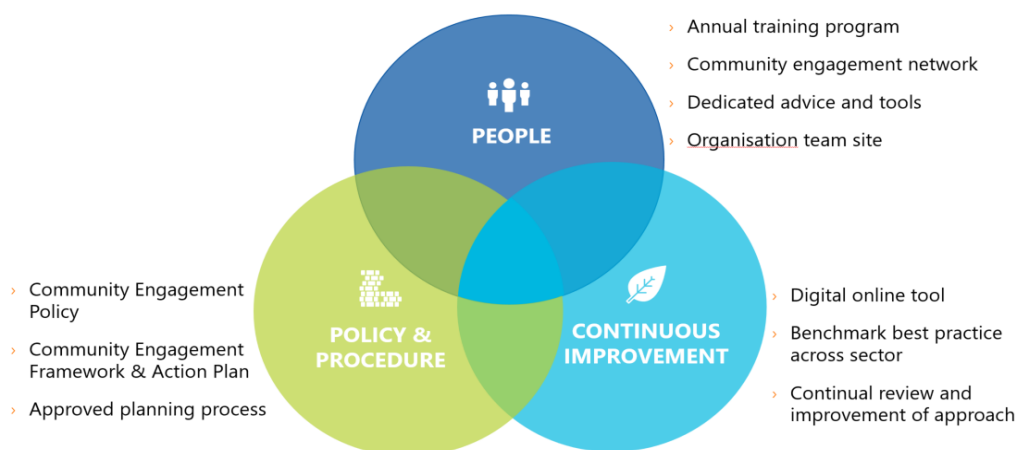 › Annual training program
› Community engagement network
› Dedicated advice and tools
› Organisation team site
PEOPLE
› Community Engagement
Policy
› Community Engagement
Framework & Action Plan
› Approved planning process
POLICY &
PROCEDURE
CONTINUOUS
IMPROVEMENT
› Digital online tool
› Benchmark best practice
across sector
› Continual review and
improvement of approach